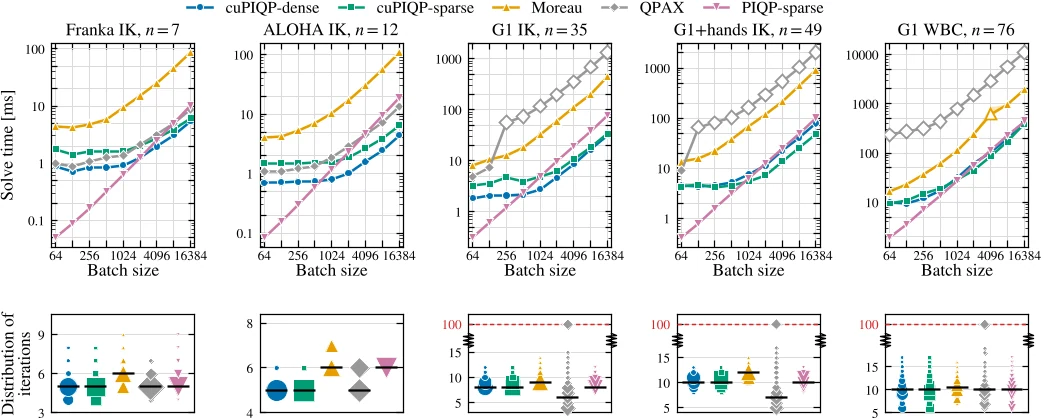 cuPIQP-dense cuPIQP-sparse Moreau QPAX PIQP-sparse
Franka IK, n = 7 ALOHA IK, n = 12 G1 IK, n = 35 G1+hands IK, n = 49 G1 WBC, n = 76
Solve time [ms]
100
10
1
0.1
64 256 1024 4096 16384
Batch size
100
10
1
0.1
64 256 1024 4096 16384
Batch size
1000
100
10
1
64 256 1024 4096 16384
Batch size
1000
100
10
1
64 256 1024 4096 16384
Batch size
10000
1000
100
10
64 256 1024 4096 16384
Batch size
Distribution of
iterations
9
6
3
8
6
4
100
15
10
5
100
15
10
5
100
15
10
5